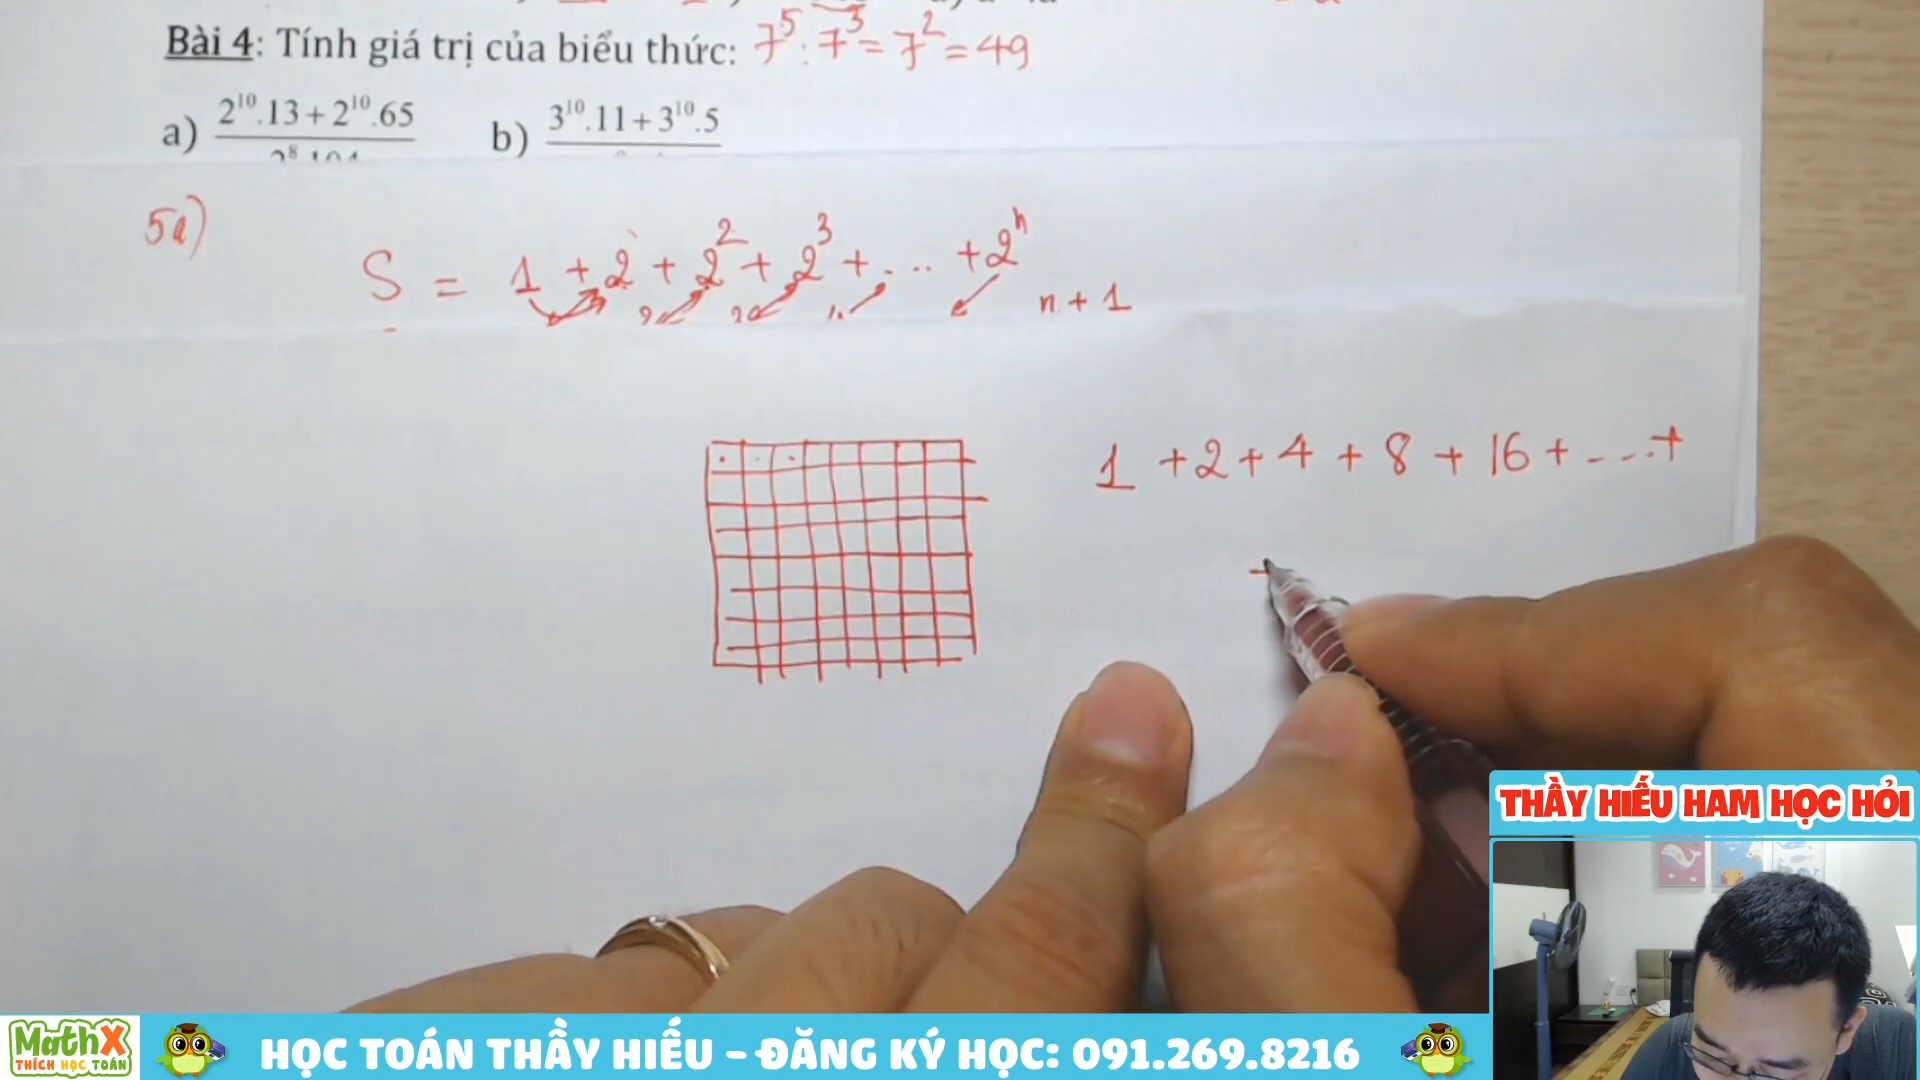 Bài 4: Tính giá trị của biểu thức: 7⁵ : 7³ = 7² = 49
a) 2¹⁰.13 + 2¹⁰.65 b) 3¹⁰.11 + 3¹⁰.5
5a)
S = 1 + 2 + 2² + 2³ + ... + 2ⁿ
n + 1
1 + 2 + 4 + 8 + 16 + ... +
THẦY HIẾU HAM HỌC HỎI
MathX
THÍCH HỌC TOÁN
HỌC TOÁN THẦY HIẾU - ĐĂNG KÝ HỌC: 091.269.8216